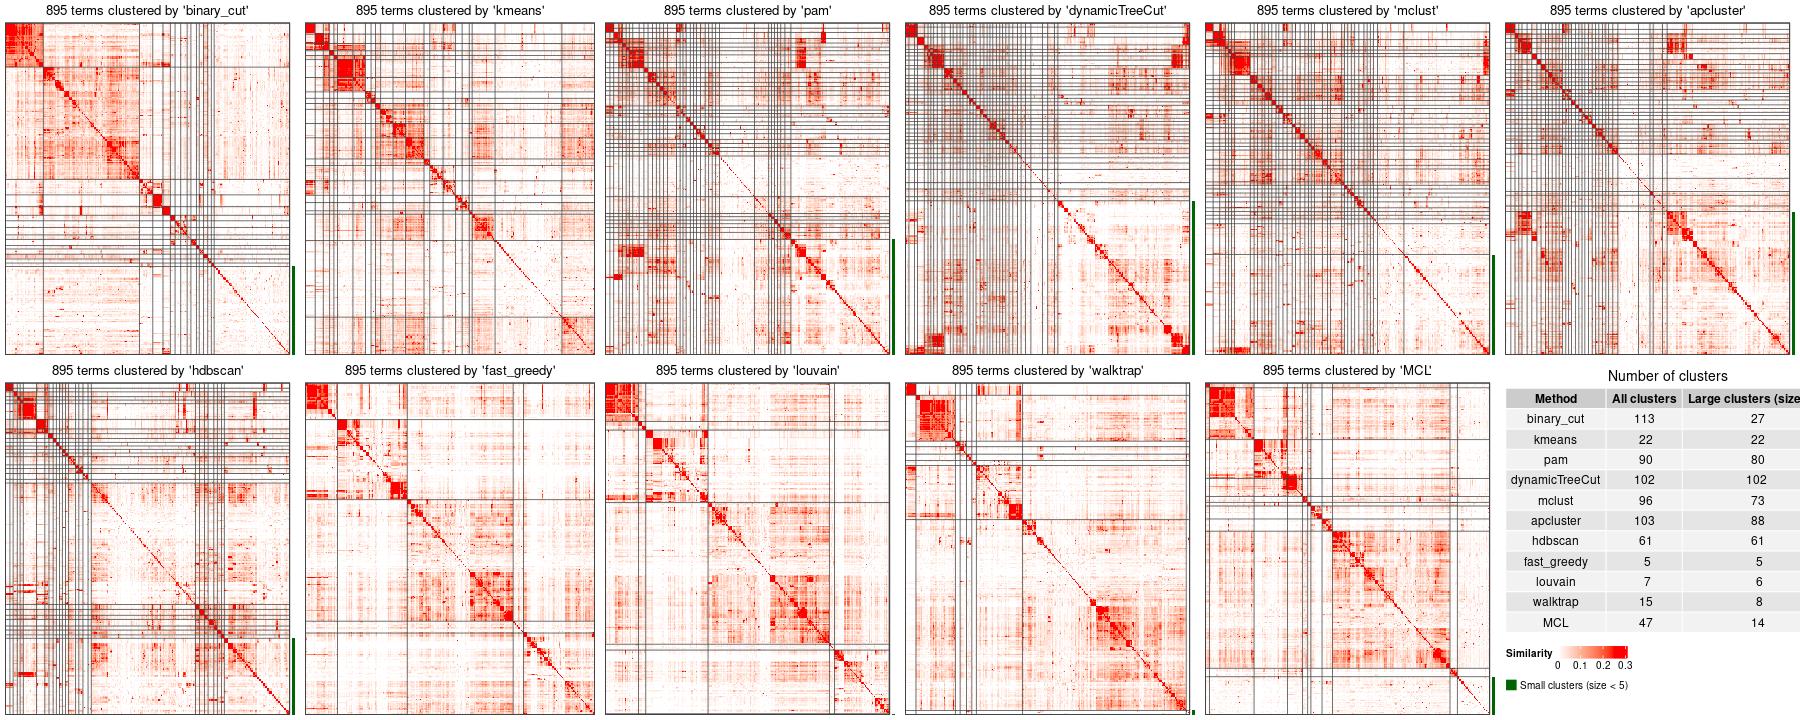 895 terms clustered by 'binary_cut'
895 terms clustered by 'kmeans'
895 terms clustered by 'pam'
895 terms clustered by 'dynamicTreeCut'
895 terms clustered by 'mclust'
895 terms clustered by 'apcluster'
895 terms clustered by 'hdbscan'
895 terms clustered by 'fast_greedy'
895 terms clustered by 'louvain'
895 terms clustered by 'walktrap'
895 terms clustered by 'MCL'
Number of clusters
Method All clusters Large clusters (size
binary_cut 113 27
kmeans 22 22
pam 90 80
dynamicTreeCut 102 102
mclust 96 73
apcluster 103 88
hdbscan 61 61
fast_greedy 5 5
louvain 7 6
walktrap 15 8
MCL 47 14
Similarity
0 0.1 0.2 0.3
Small clusters (size < 5)